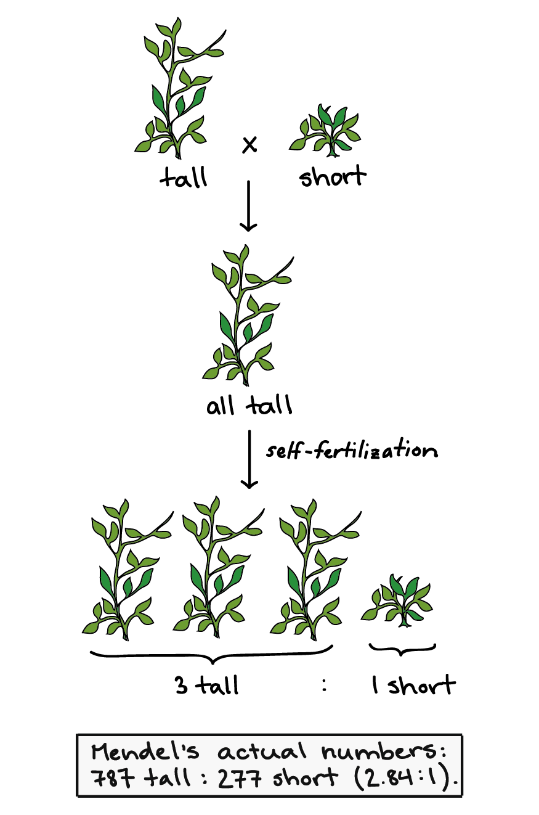 tall x short
all tall
self-fertilization
3 tall : 1 short
Mendel's actual numbers:
787 tall : 277 short (2.84:1).